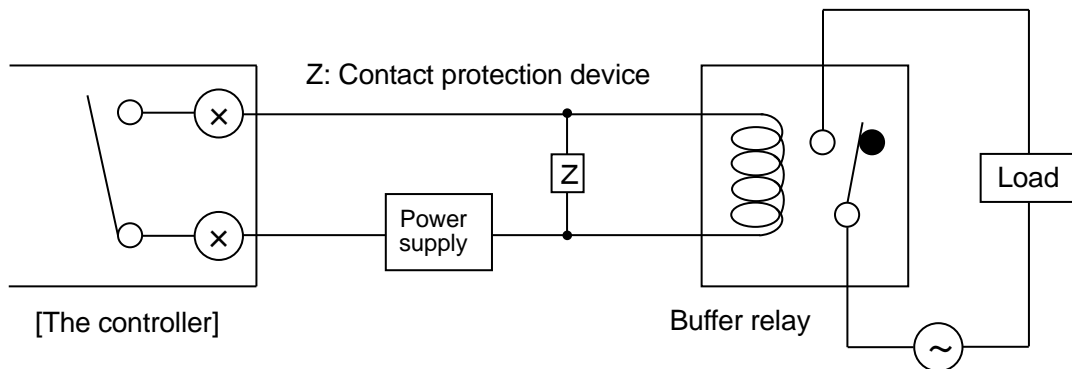 Z: Contact protection device
Z
Load
Power
supply
[The controller]
Buffer relay
~